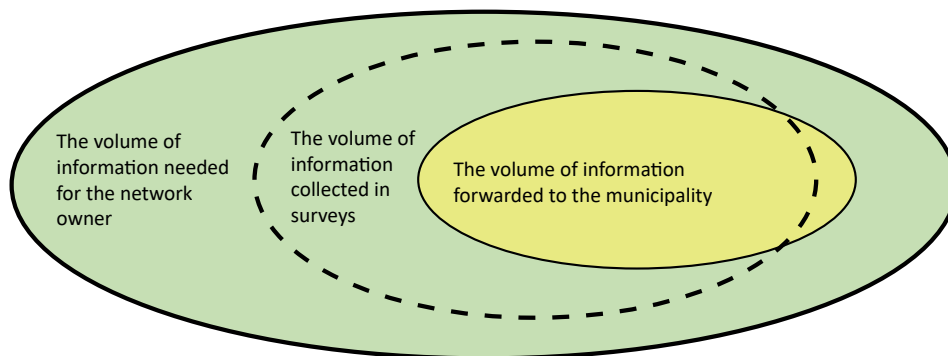 The volume of
information needed
for the network
owner
The volume of
information
collected in
surveys
The volume of information
forwarded to the municipality